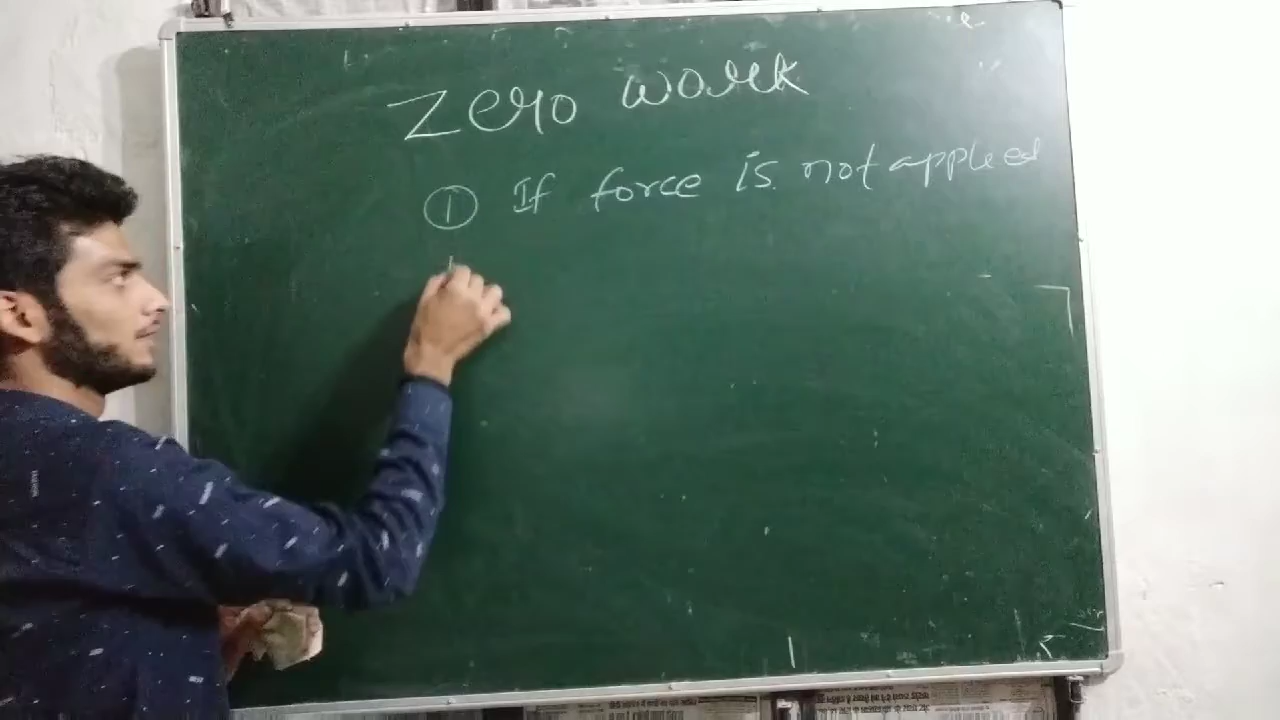 Zero work
① If force is not applied